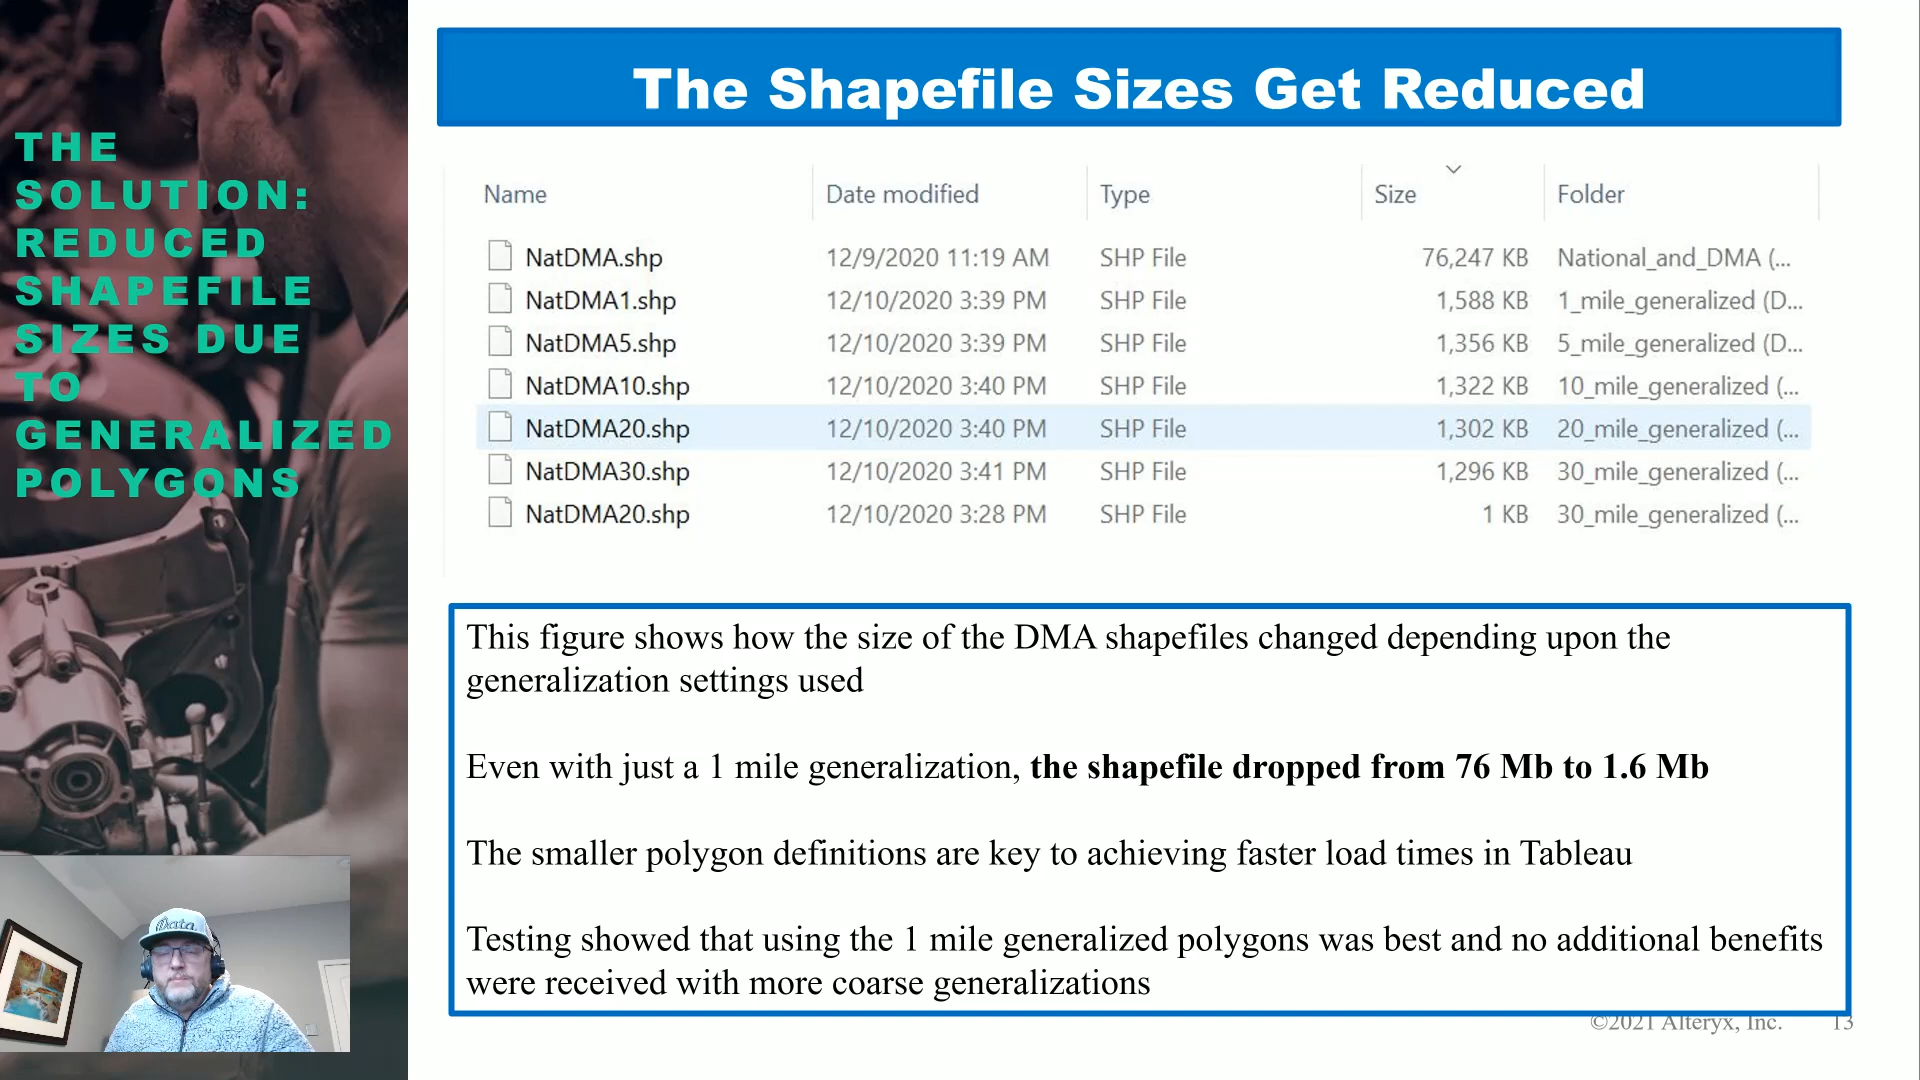 THE
SOLUTION:
REDUCED
SHAPEFILE
SIZES DUE
TO
GENERALIZED
POLYGONS
The Shapefile Sizes Get Reduced
Name Date modified Type Size Folder
NatDMA.shp 12/9/2020 11:19 AM SHP File 76,247 KB National_and_DMA (...
NatDMA1.shp 12/10/2020 3:39 PM SHP File 1,588 KB 1_mile_generalized (D...
NatDMA5.shp 12/10/2020 3:39 PM SHP File 1,356 KB 5_mile_generalized (D...
NatDMA10.shp 12/10/2020 3:40 PM SHP File 1,322 KB 10_mile_generalized (...
NatDMA20.shp 12/10/2020 3:40 PM SHP File 1,302 KB 20_mile_generalized (...
NatDMA30.shp 12/10/2020 3:41 PM SHP File 1,296 KB 30_mile_generalized (...
NatDMA20.shp 12/10/2020 3:28 PM SHP File 1 KB 30_mile_generalized (...
This figure shows how the size of the DMA shapefiles changed depending upon the
generalization settings used
Even with just a 1 mile generalization, the shapefile dropped from 76 Mb to 1.6 Mb
The smaller polygon definitions are key to achieving faster load times in Tableau
Testing showed that using the 1 mile generalized polygons was best and no additional benefits
were received with more coarse generalizations
©2021 Alteryx, Inc. 13
Data